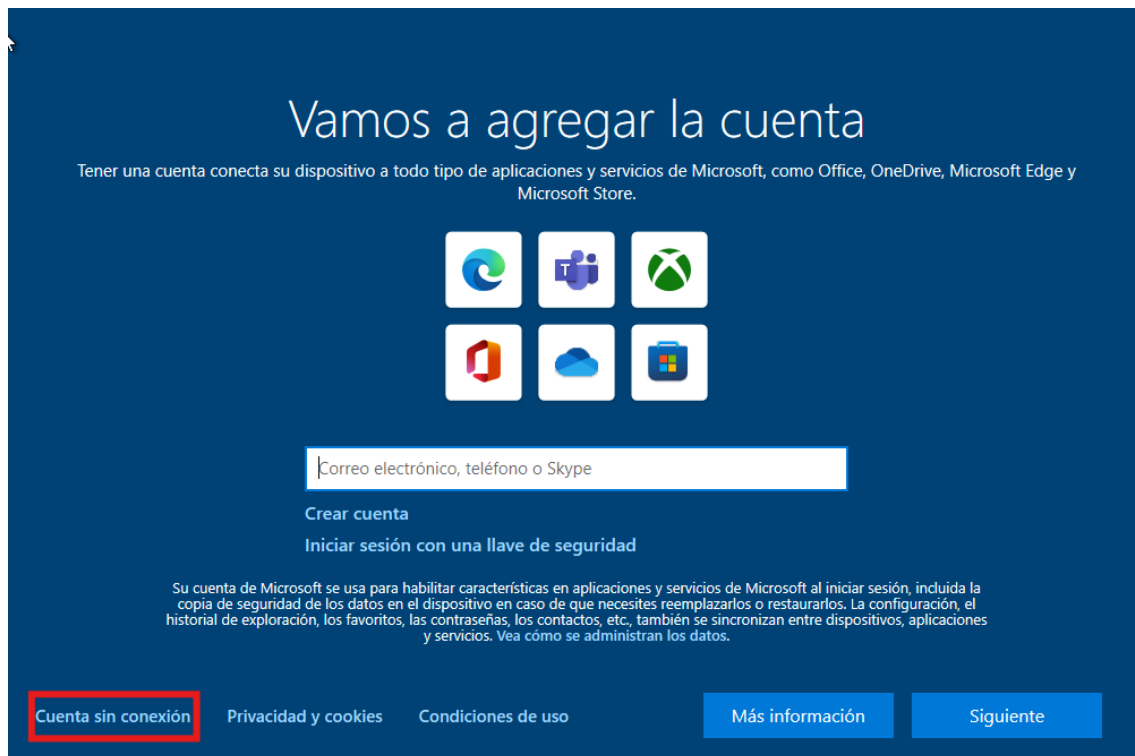 Vamos a agregar la cuenta
Tener una cuenta conecta su dispositivo a todo tipo de aplicaciones y servicios de Microsoft, como Office, OneDrive, Microsoft Edge y
Microsoft Store.
Correo electrónico, teléfono o Skype
Crear cuenta
Iniciar sesión con una llave de seguridad
Su cuenta de Microsoft se usa para habilitar características en aplicaciones y servicios de Microsoft al iniciar sesión, incluida la
copia de seguridad de los datos en el dispositivo en caso de que necesites reemplazarlos o restaurarlos. La configuración, el
historial de exploración, los favoritos, las contraseñas, los contactos, etc., también se sincronizan entre dispositivos, aplicaciones
y servicios. Vea cómo se administran los datos.
Cuenta sin conexión Privacidad y cookies Condiciones de uso Más información Siguiente